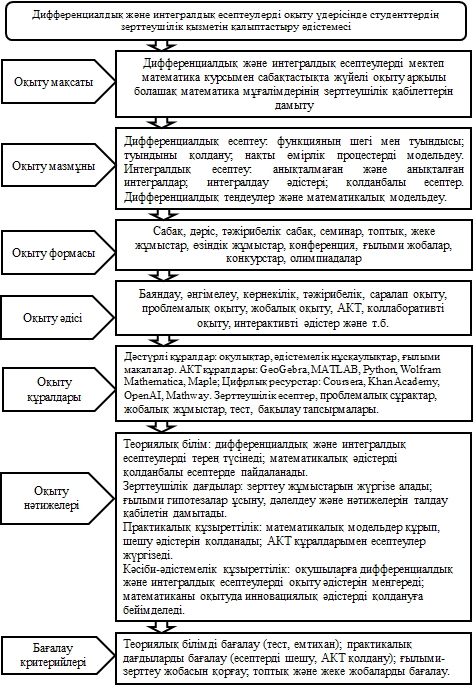 Дифференциалдық және интегралдық есептеулерді оқыту үдерісінде студенттердің
зерттеушілік қызметін қалыптастыру әдістемесі
Оқыту мақсаты
Дифференциалдық және интегралдық есептеулерді мектеп
математика курсымен сабақтастықта жүйелі оқыту арқылы
болашақ математика мұғалімдерінің зерттеушілік қабілеттерін
дамыту
Оқыту мазмұны
Дифференциалдық есептеу: функцияның шегі мен туындысы;
туындыны қолдану; нақты өмірлік процестерді модельдеу.
Интегралдық есептеу: анықталмаған және анықталған
интегралдар; интегралдау әдістері; қолданбалы есептер.
Дифференциалдық теңдеулер және математикалық модельдеу.
Оқыту формасы
Сабақ, дәріс, тәжірибелік сабақ, семинар, топтық, жеке
жұмыстар, өзіндік жұмыстар, конференция, ғылыми жобалар,
конкурстар, олимпиадалар
Оқыту әдісі
Баяндау, әңгімелеу, көрнекілік, тәжірибелік, саралап оқыту,
проблемалық оқыту, жобалық оқыту, АКТ, коллаборативті
оқыту, интерактивті әдістер және т.б.
Оқыту
құралдары
Дәстүрлі құралдар: оқулықтар, әдістемелік нұсқаулықтар, ғылыми
мақалалар. АКТ құралдары: GeoGebra, MATLAB, Python, Wolfram
Mathematica, Maple; Цифрлық ресурстар: Coursera, Khan Academy,
OpenAI, Mathway. Зерттеушілік есептер, проблемалық сұрақтар,
жобалық жұмыстар, тест, бақылау тапсырмалары.
Оқыту
нәтижелері
Теориялық білім: дифференциалдық және интегралдық
есептеулерді терең түсінеді; математикалық әдістерді
қолданбалы есептерде пайдаланады.
Зерттеушілік дағдылар: зерттеу жұмыстарын жүргізе алады;
ғылыми гипотезалар ұсыну, дәлелдеу және нәтижелерін талдау
қабілетін дамытады.
Практикалық құзыреттілік: математикалық модельдер құрып,
шешу әдістерін қолданады; АКТ құралдарымен есептеулер
жүргізеді.
Кәсіби-әдістемелік құзыреттілік: оқушыларға дифференциалдық
және интегралдық есептеулерді оқыту әдістерін меңгереді;
математиканы оқытуда инновациялық әдістерді қолдануға
бейімделеді.
Бағалау
критерийлері
Теориялық білімді бағалау (тест, емтихан); практикалық
дағдыларды бағалау (есептерді шешу, АКТ қолдану); ғылыми-
зерттеу жобасын қорғау; топтық және жеке жобаларды бағалау.